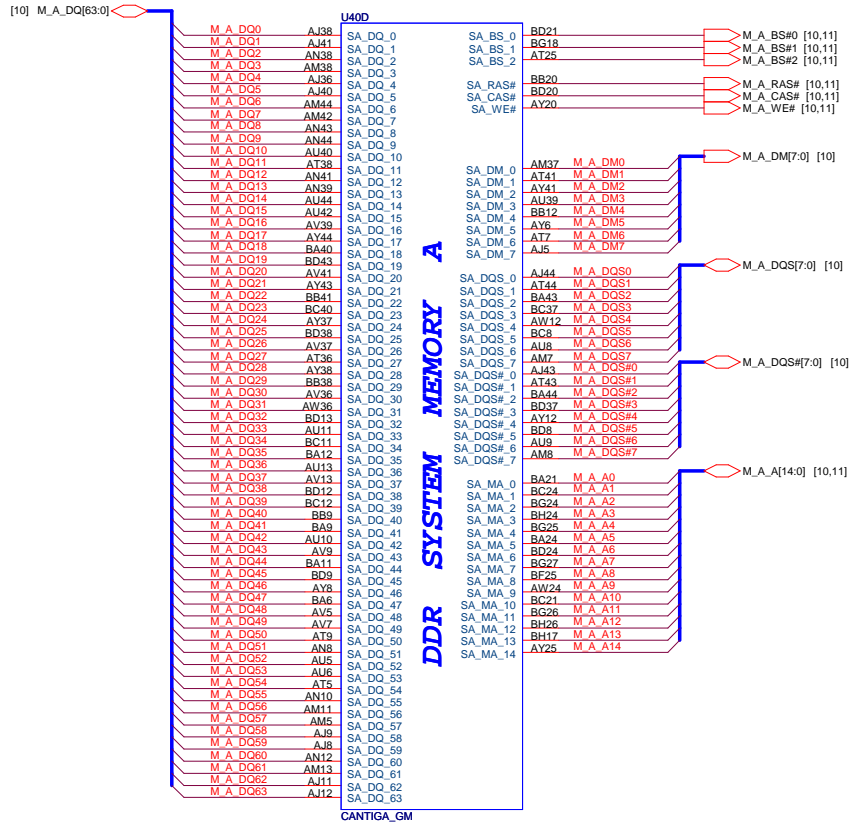 [10] M_A_DQ[63:0]
U40D
M_A_DQ0 AJ38 SA_DQ_0
M_A_DQ1 AJ41 SA_DQ_1
M_A_DQ2 AN38 SA_DQ_2
M_A_DQ3 AM38 SA_DQ_3
M_A_DQ4 AJ36 SA_DQ_4
M_A_DQ5 AJ40 SA_DQ_5
M_A_DQ6 AM44 SA_DQ_6
M_A_DQ7 AM42 SA_DQ_7
M_A_DQ8 AN43 SA_DQ_8
M_A_DQ9 AN44 SA_DQ_9
M_A_DQ10 AU40 SA_DQ_10
M_A_DQ11 AT38 SA_DQ_11
M_A_DQ12 AN41 SA_DQ_12
M_A_DQ13 AN39 SA_DQ_13
M_A_DQ14 AU44 SA_DQ_14
M_A_DQ15 AU42 SA_DQ_15
M_A_DQ16 AV39 SA_DQ_16
M_A_DQ17 AY44 SA_DQ_17
M_A_DQ18 BA40 SA_DQ_18
M_A_DQ19 BD43 SA_DQ_19
M_A_DQ20 AV41 SA_DQ_20
M_A_DQ21 AY43 SA_DQ_21
M_A_DQ22 BB41 SA_DQ_22
M_A_DQ23 BC40 SA_DQ_23
M_A_DQ24 AY37 SA_DQ_24
M_A_DQ25 BD38 SA_DQ_25
M_A_DQ26 AV37 SA_DQ_26
M_A_DQ27 AT36 SA_DQ_27
M_A_DQ28 AY38 SA_DQ_28
M_A_DQ29 BB38 SA_DQ_29
M_A_DQ30 AV36 SA_DQ_30
M_A_DQ31 AW36 SA_DQ_31
M_A_DQ32 BD13 SA_DQ_32
M_A_DQ33 AU11 SA_DQ_33
M_A_DQ34 BC11 SA_DQ_34
M_A_DQ35 BA12 SA_DQ_35
M_A_DQ36 AU13 SA_DQ_36
M_A_DQ37 AV13 SA_DQ_37
M_A_DQ38 BD12 SA_DQ_38
M_A_DQ39 BC12 SA_DQ_39
M_A_DQ40 BB9 SA_DQ_40
M_A_DQ41 BA9 SA_DQ_41
M_A_DQ42 AU10 SA_DQ_42
M_A_DQ43 AV9 SA_DQ_43
M_A_DQ44 BA11 SA_DQ_44
M_A_DQ45 BD9 SA_DQ_45
M_A_DQ46 AY8 SA_DQ_46
M_A_DQ47 BA6 SA_DQ_47
M_A_DQ48 AV5 SA_DQ_48
M_A_DQ49 AV7 SA_DQ_49
M_A_DQ50 AT9 SA_DQ_50
M_A_DQ51 AN8 SA_DQ_51
M_A_DQ52 AU5 SA_DQ_52
M_A_DQ53 AU6 SA_DQ_53
M_A_DQ54 AT5 SA_DQ_54
M_A_DQ55 AN10 SA_DQ_55
M_A_DQ56 AM11 SA_DQ_56
M_A_DQ57 AM5 SA_DQ_57
M_A_DQ58 AJ9 SA_DQ_58
M_A_DQ59 AJ8 SA_DQ_59
M_A_DQ60 AN12 SA_DQ_60
M_A_DQ61 AM13 SA_DQ_61
M_A_DQ62 AJ11 SA_DQ_62
M_A_DQ63 AJ12 SA_DQ_63
DDR SYSTEM MEMORY A
SA_BS_0 BD21 M_A_BS#0 [10,11]
SA_BS_1 BG18 M_A_BS#1 [10,11]
SA_BS_2 AT25 M_A_BS#2 [10,11]
SA_RAS# BB20 M_A_RAS# [10,11]
SA_CAS# BD20 M_A_CAS# [10,11]
SA_WE# AY20 M_A_WE# [10,11]
M_A_DM[7:0] [10]
SA_DM_0 AM37 M_A_DM0
SA_DM_1 AT41 M_A_DM1
SA_DM_2 AY41 M_A_DM2
SA_DM_3 AU39 M_A_DM3
SA_DM_4 BB12 M_A_DM4
SA_DM_5 AY6 M_A_DM5
SA_DM_6 AT7 M_A_DM6
SA_DM_7 AJ5 M_A_DM7
M_A_DQS[7:0] [10]
SA_DQS_0 AJ44 M_A_DQS0
SA_DQS_1 AT44 M_A_DQS1
SA_DQS_2 BA43 M_A_DQS2
SA_DQS_3 BC37 M_A_DQS3
SA_DQS_4 AW12 M_A_DQS4
SA_DQS_5 BC8 M_A_DQS5
SA_DQS_6 AU8 M_A_DQS6
SA_DQS_7 AM7 M_A_DQS7
M_A_DQS#[7:0] [10]
SA_DQS#_0 AJ43 M_A_DQS#0
SA_DQS#_1 AT43 M_A_DQS#1
SA_DQS#_2 BA44 M_A_DQS#2
SA_DQS#_3 BD37 M_A_DQS#3
SA_DQS#_4 AY12 M_A_DQS#4
SA_DQS#_5 BD8 M_A_DQS#5
SA_DQS#_6 AU9 M_A_DQS#6
SA_DQS#_7 AM8 M_A_DQS#7
M_A_A[14:0] [10,11]
SA_MA_0 BA21 M_A_A0
SA_MA_1 BC24 M_A_A1
SA_MA_2 BG24 M_A_A2
SA_MA_3 BH24 M_A_A3
SA_MA_4 BG25 M_A_A4
SA_MA_5 BA24 M_A_A5
SA_MA_6 BD24 M_A_A6
SA_MA_7 BG27 M_A_A7
SA_MA_8 BF25 M_A_A8
SA_MA_9 AW24 M_A_A9
SA_MA_10 BC21 M_A_A10
SA_MA_11 BG26 M_A_A11
SA_MA_12 BH26 M_A_A12
SA_MA_13 BH17 M_A_A13
SA_MA_14 AY25 M_A_A14
CANTIGA_GM